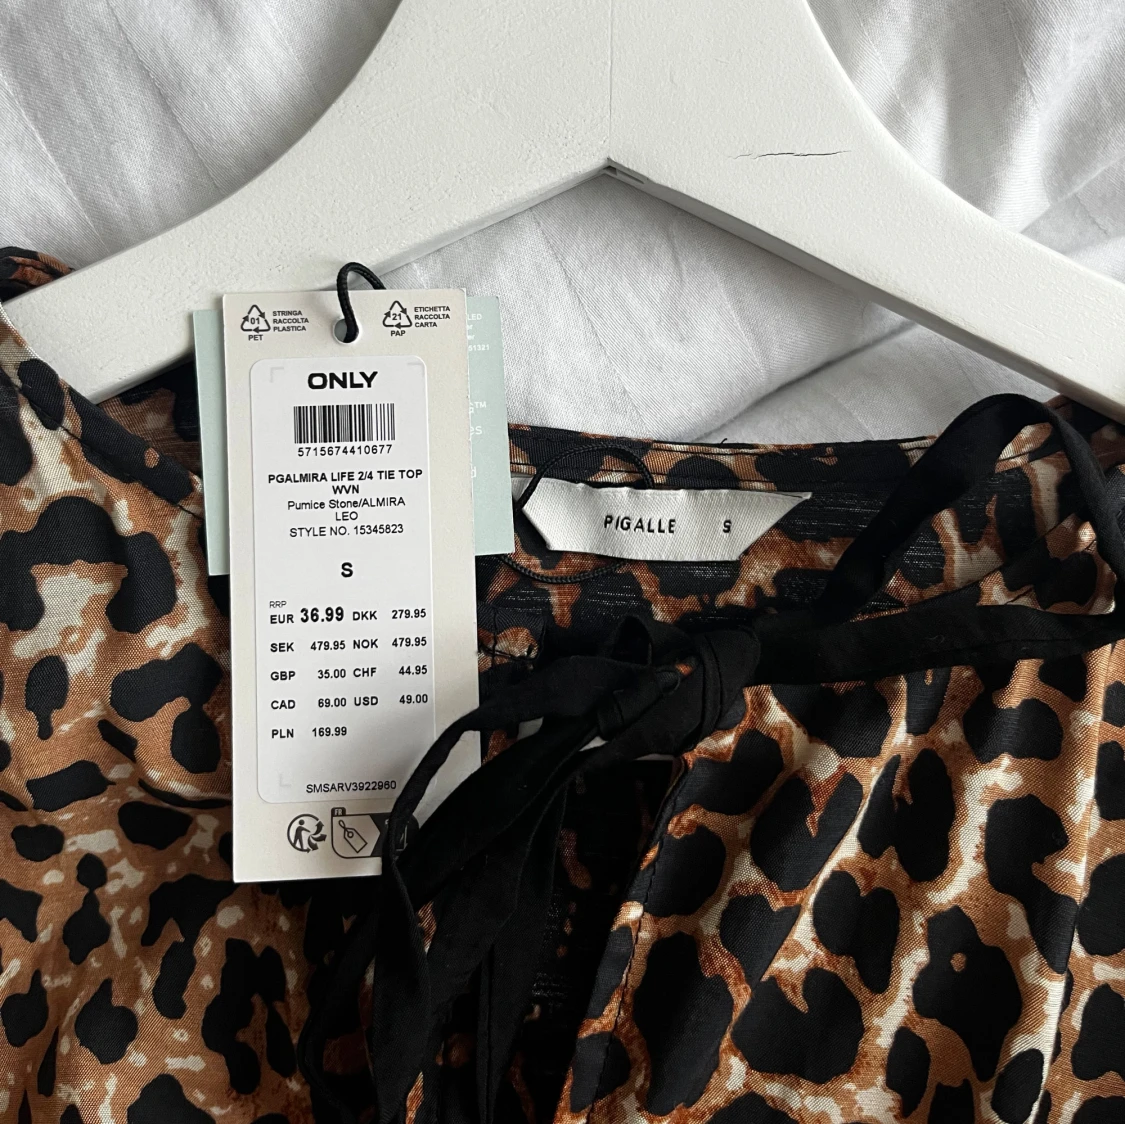 01
PET
STRINGA
RACCOLTA
PLASTICA
21
PAP
ETICHETTA
RACCOLTA
CARTA
ONLY
5715674410677
PGALMIRA LIFE 2/4 TIE TOP
WVN
Pumice Stone/ALMIRA
LEO
STYLE NO. 15345823
S
RRP
EUR 36.99 DKK 279.95
SEK 479.95 NOK 479.95
GBP 35.00 CHF 44.95
CAD 69.00 USD 49.00
PLN 169.99
SMSARV3922960
FR
PIGALLE S